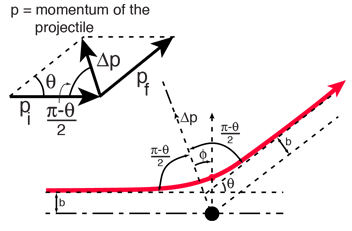 p = momentum of the
projectile
Δp
θ
p_f
p_i
π-θ
2
Δp
π-θ
2
π-θ
2
ϕ
b
θ
b